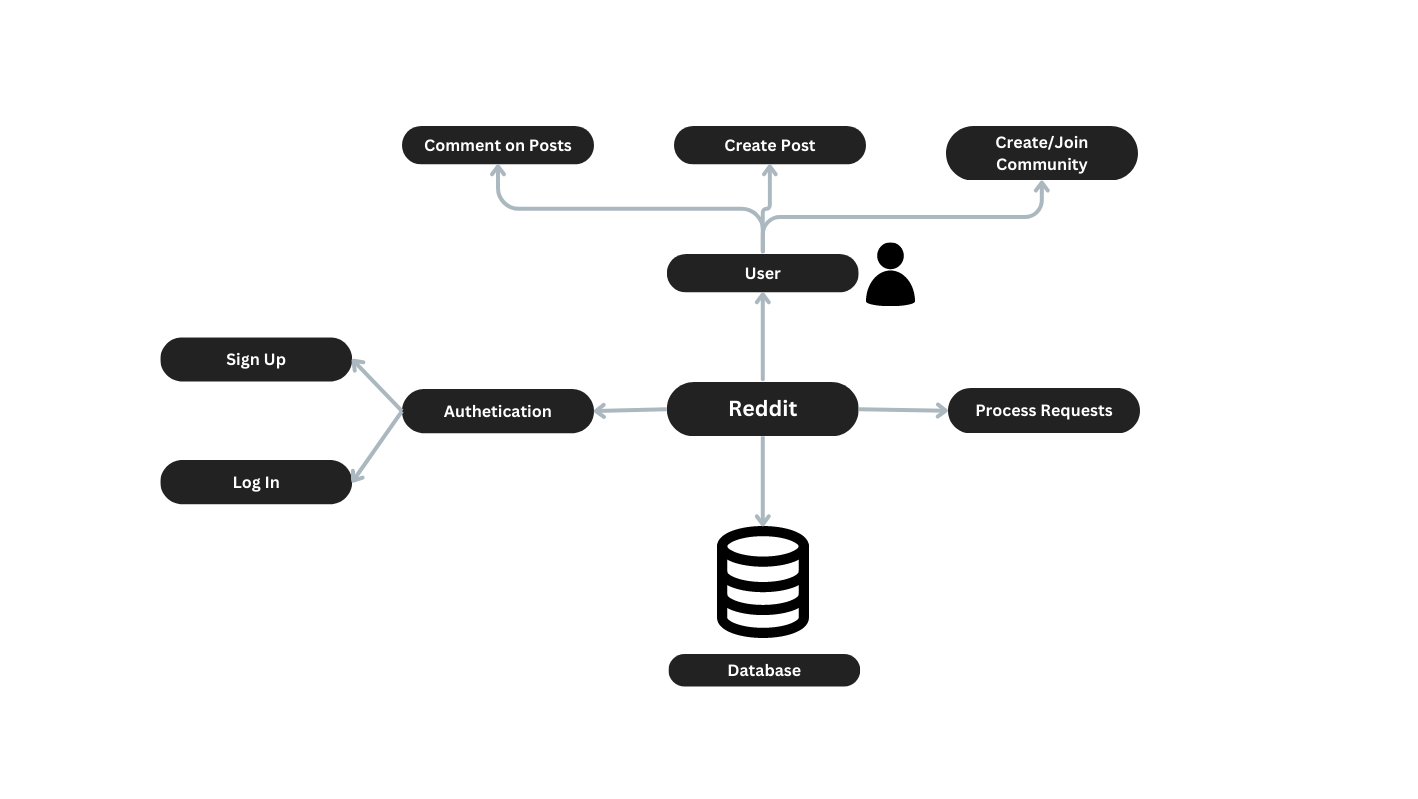 Comment on Posts
Create Post
Create/Join
Community
User
Sign Up
Authetication
Reddit
Process Requests
Log In
Database